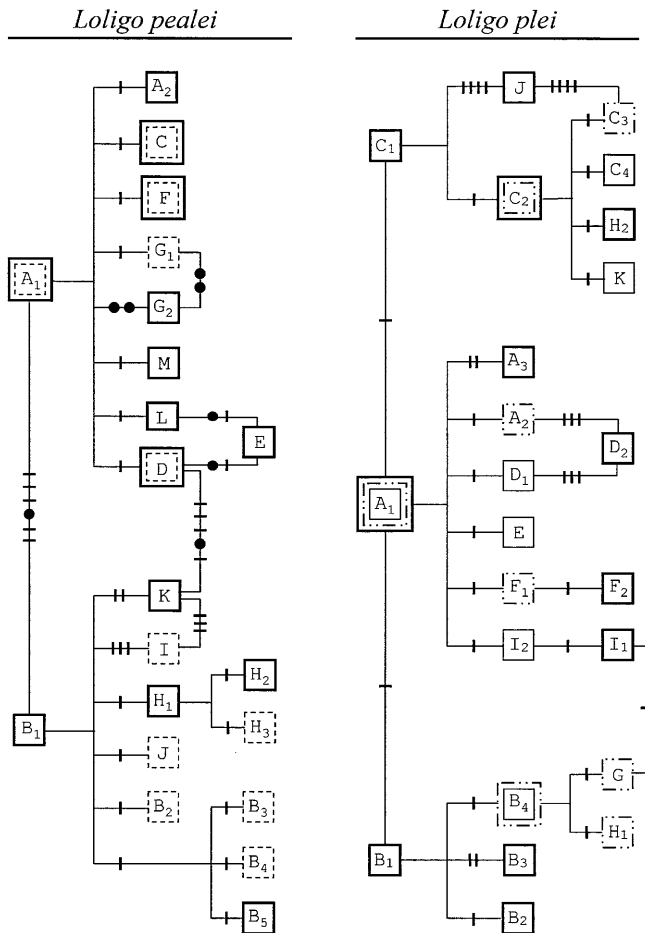 Loligo pealei
A₂
C
F
G₁
A₁
G₂
M
L
E
D
K
I
H₂
H₁
H₃
B₁
J
B₂
B₃
B₄
B₅
Loligo plei
J
C₃
C₁
C₄
C₂
H₂
K
A₃
A₂
D₂
D₁
A₁
E
F₁
F₂
I₂
I₁
G
B₄
H₁
B₁
B₃
B₂